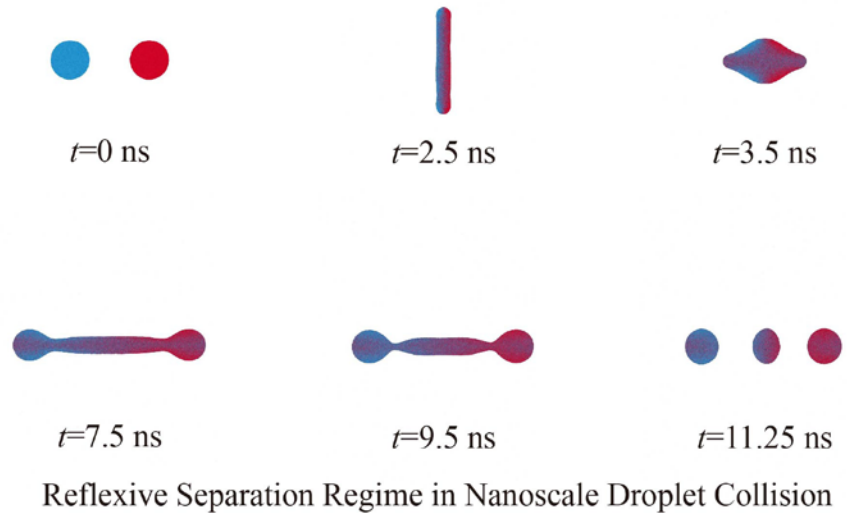 t=0 ns
t=2.5 ns
t=3.5 ns
t=7.5 ns
t=9.5 ns
t=11.25 ns
Reflexive Separation Regime in Nanoscale Droplet Collision